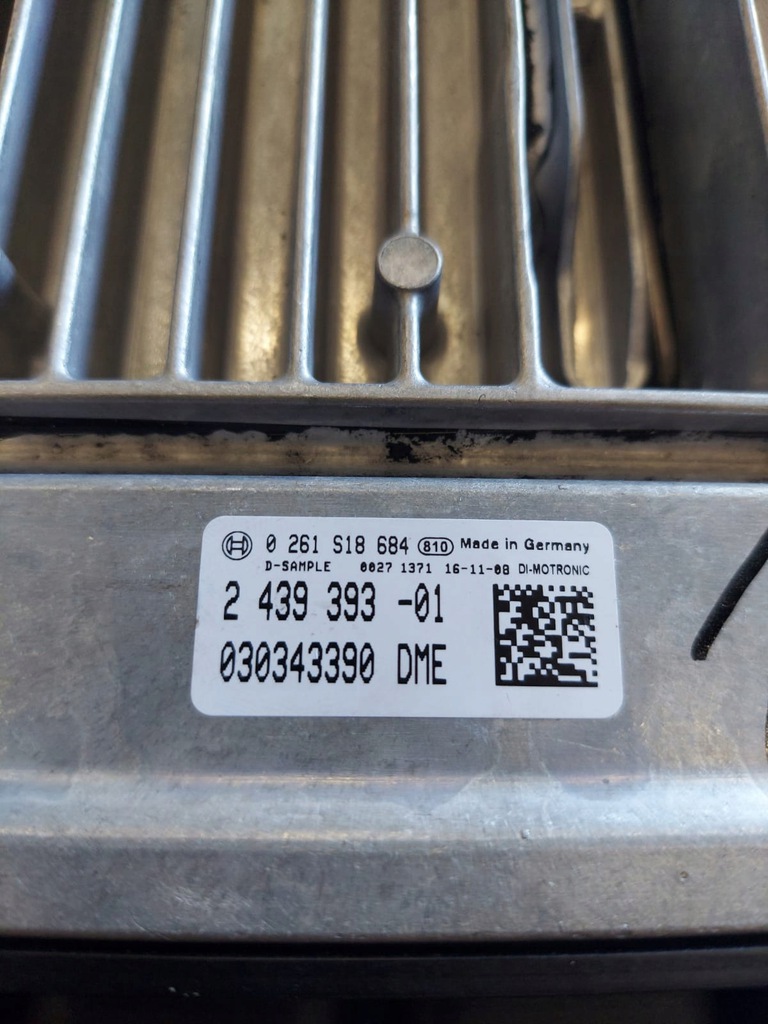 0 261 S18 684 810 Made in Germany
D-SAMPLE 0027 1371 16-11-08 DI-MOTRONIC
2 439 393 -01
030343390 DME